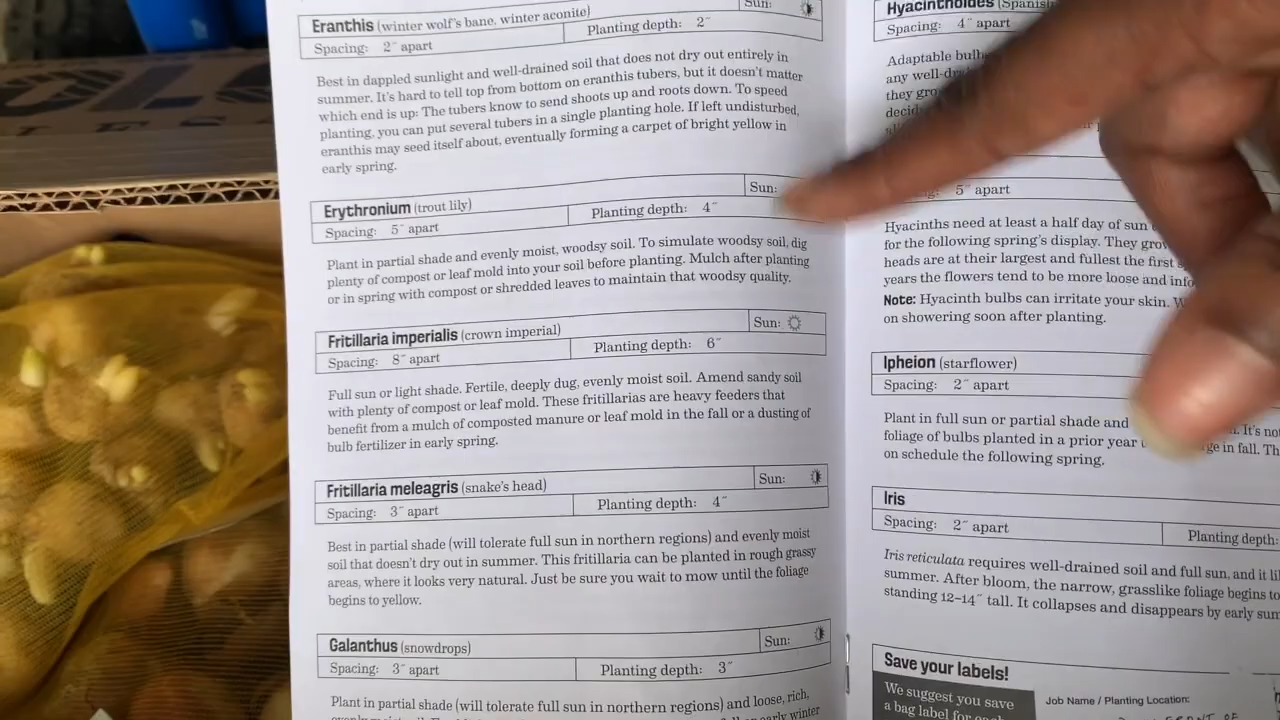 Eranthis (winter wolf's bane, winter aconite)
Sun:
Spacing: 2″ apart
Planting depth: 2″
Best in dappled sunlight and well-drained soil that does not dry out entirely in
summer. It's hard to tell top from bottom on eranthis tubers, but it doesn't matter
which end is up: The tubers know to send shoots up and roots down. To speed
planting, you can put several tubers in a single planting hole. If left undisturbed,
eranthis may seed itself about, eventually forming a carpet of bright yellow in
early spring.
Erythronium (trout lily)
Sun:
Spacing: 5″ apart
Planting depth: 4″
Plant in partial shade and evenly moist, woodsy soil. To simulate woodsy soil, dig
plenty of compost or leaf mold into your soil before planting. Mulch after planting
or in spring with compost or shredded leaves to maintain that woodsy quality.
Fritillaria imperialis (crown imperial)
Sun:
Spacing: 8″ apart
Planting depth: 6″
Full sun or light shade. Fertile, deeply dug, evenly moist soil. Amend sandy soil
with plenty of compost or leaf mold. These fritillarias are heavy feeders that
benefit from a mulch of composted manure or leaf mold in the fall or a dusting of
bulb fertilizer in early spring.
Fritillaria meleagris (snake's head)
Sun:
Spacing: 3″ apart
Planting depth: 4″
Best in partial shade (will tolerate full sun in northern regions) and evenly moist
soil that doesn't dry out in summer. This fritillaria can be planted in rough grassy
areas, where it looks very natural. Just be sure you wait to mow until the foliage
begins to yellow.
Galanthus (snowdrops)
Sun:
Spacing: 3″ apart
Planting depth: 3″
Plant in partial shade (will tolerate full sun in northern regions) and loose, rich,
early winter
Hyacinthoides (Spanish
Spacing: 4″ apart
Adaptable bulbs
any well-
they
5″ apart
Hyacinths need at least a half day of sun
for the following spring's display. They
heads are at their largest and fullest the first
years the flowers tend to be more loose and
Note: Hyacinth bulbs can irritate your skin.
on showering soon after planting.
Ipheion (starflower)
Spacing: 2″ apart
Plant in full sun or partial shade and
It's not
foliage of bulbs planted in a prior year
in fall.
on schedule the following spring.
Iris
Spacing: 2″ apart
Planting depth:
Iris reticulata requires well-drained soil and full sun, and it
summer. After bloom, the narrow, grasslike foliage begins to
standing 12–14″ tall. It collapses and disappears by early
Save your labels!
We suggest you save
a bag label for each
Job Name / Planting Location: